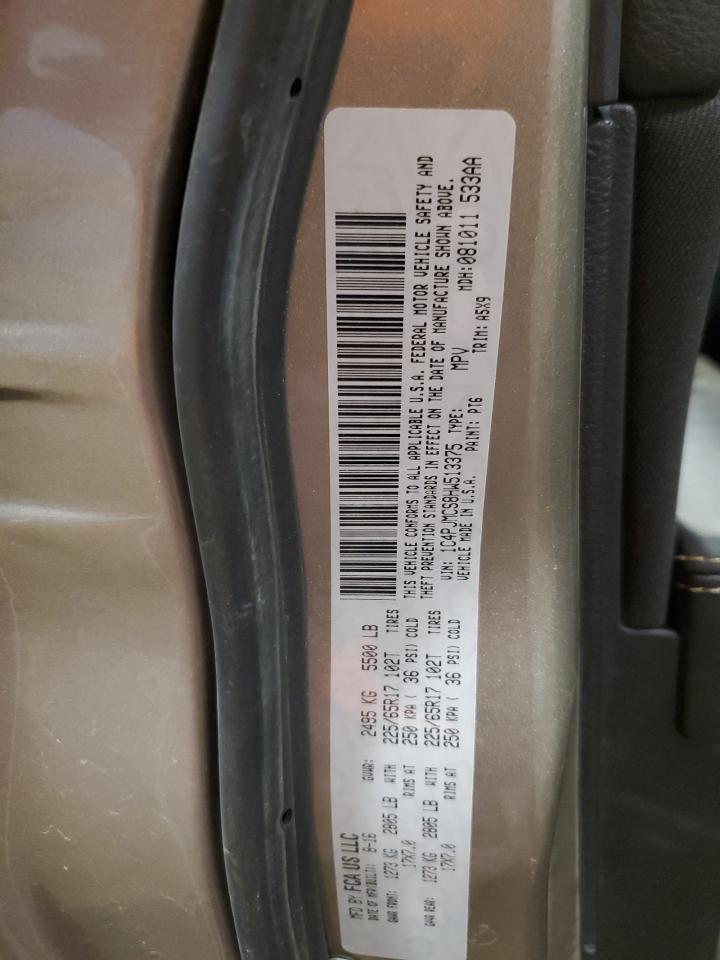 MFD BY FCA US LLC
DATE OF MFR(BUILT): 8-16 GVWR: 2495 KG 5500 LB
GAWR FRONT: 1273 KG 2805 LB WITH 225/65R17 102T TIRES
17X7.0 RIMS AT 250 KPA ( 36 PSI) COLD
GAWR REAR: 1273 KG 2805 LB WITH 225/65R17 102T TIRES
17X7.0 RIMS AT 250 KPA ( 36 PSI) COLD
THIS VEHICLE CONFORMS TO ALL APPLICABLE U.S.A. FEDERAL MOTOR VEHICLE SAFETY AND
THEFT PREVENTION STANDARDS IN EFFECT ON THE DATE OF MANUFACTURE SHOWN ABOVE.
VIN: 1C4PJMCS8HW513375 TYPE: MPV MDH:081011 533AA
VEHICLE MADE IN U.S.A. PAINT: PTG TRIM: A5X9